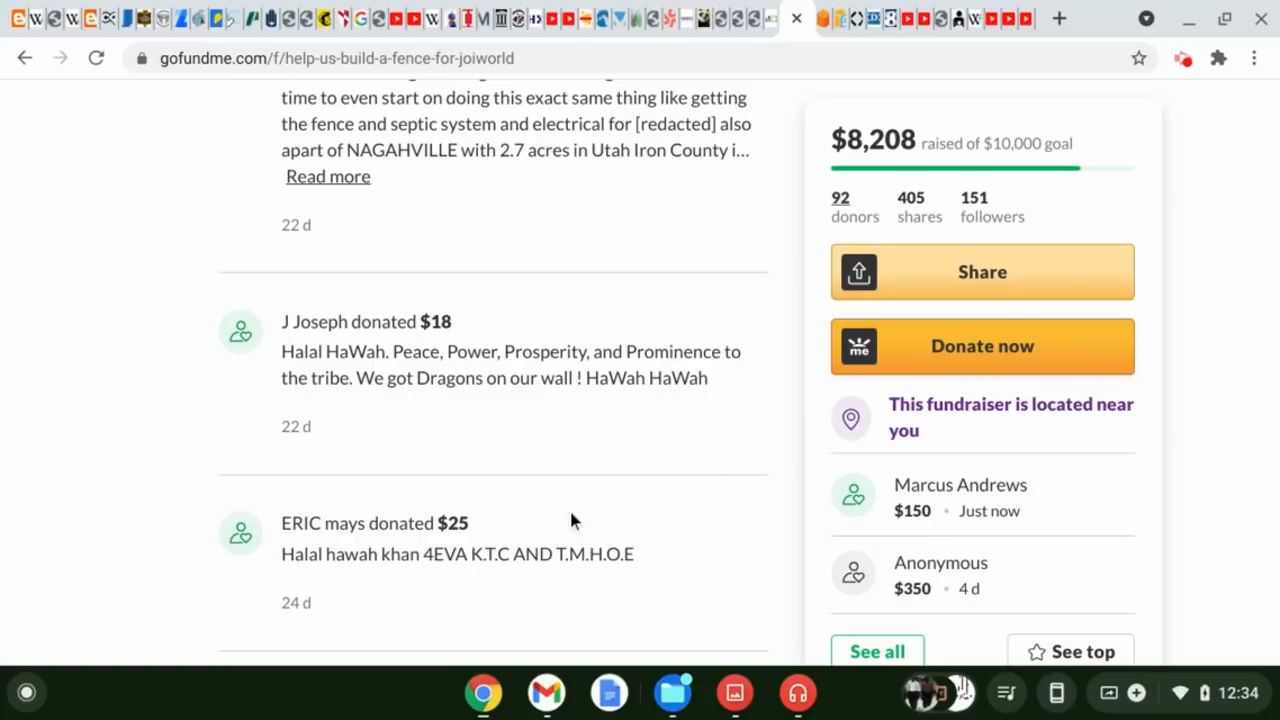 gofundme.com/f/help-us-build-a-fence-for-joiworld
time to even start on doing this exact same thing like getting
the fence and septic system and electrical for [redacted] also
apart of NAGAHVILLE with 2.7 acres in Utah Iron County i...
Read more
22 d
J Joseph donated $18
Halal HaWah. Peace, Power, Prosperity, and Prominence to
the tribe. We got Dragons on our wall ! HaWah HaWah
22 d
ERIC mays donated $25
Halal hawah khan 4EVA K.T.C AND T.M.H.O.E
24 d
$8,208 raised of $10,000 goal
92 405 151
donors shares followers
Share
me Donate now
This fundraiser is located near
you
Marcus Andrews
$150 • Just now
Anonymous
$350 • 4 d
See all See top
12:34